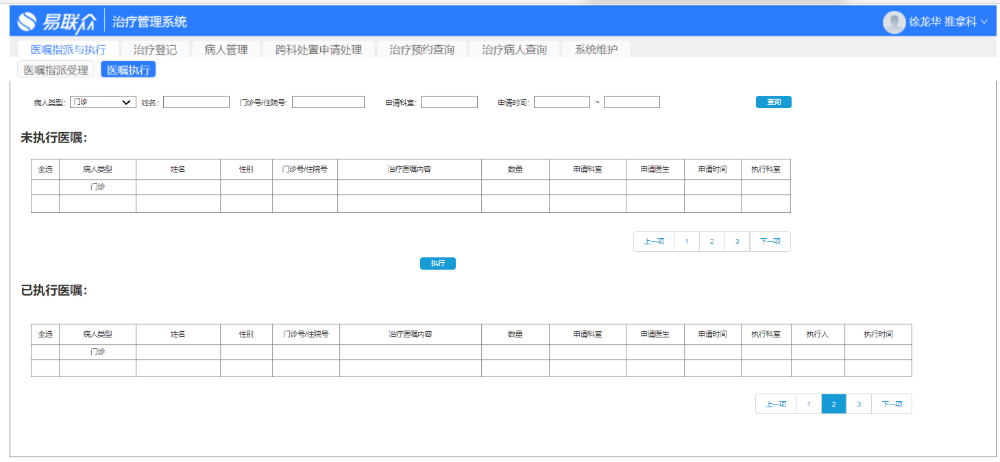 易联众 治疗管理系统 徐龙华 推拿科
医嘱指派与执行 治疗登记 病人管理 跨科处置申请处理 治疗预约查询 治疗病人查询 系统维护
医嘱指派受理 医嘱执行
病人类型: 门诊 姓名: 门诊号/住院号: 申请科室: 申请时间: ~ 查询
未执行医嘱:
全选 病人类型 姓名 性别 门诊号/住院号 治疗医嘱内容 数量 申请科室 申请医生 申请时间 执行科室
门诊
上一项 1 2 3 下一项
执行
已执行医嘱:
全选 病人类型 姓名 性别 门诊号/住院号 治疗医嘱内容 数量 申请科室 申请医生 申请时间 执行科室 执行人 执行时间
门诊
上一项 1 2 3 下一项